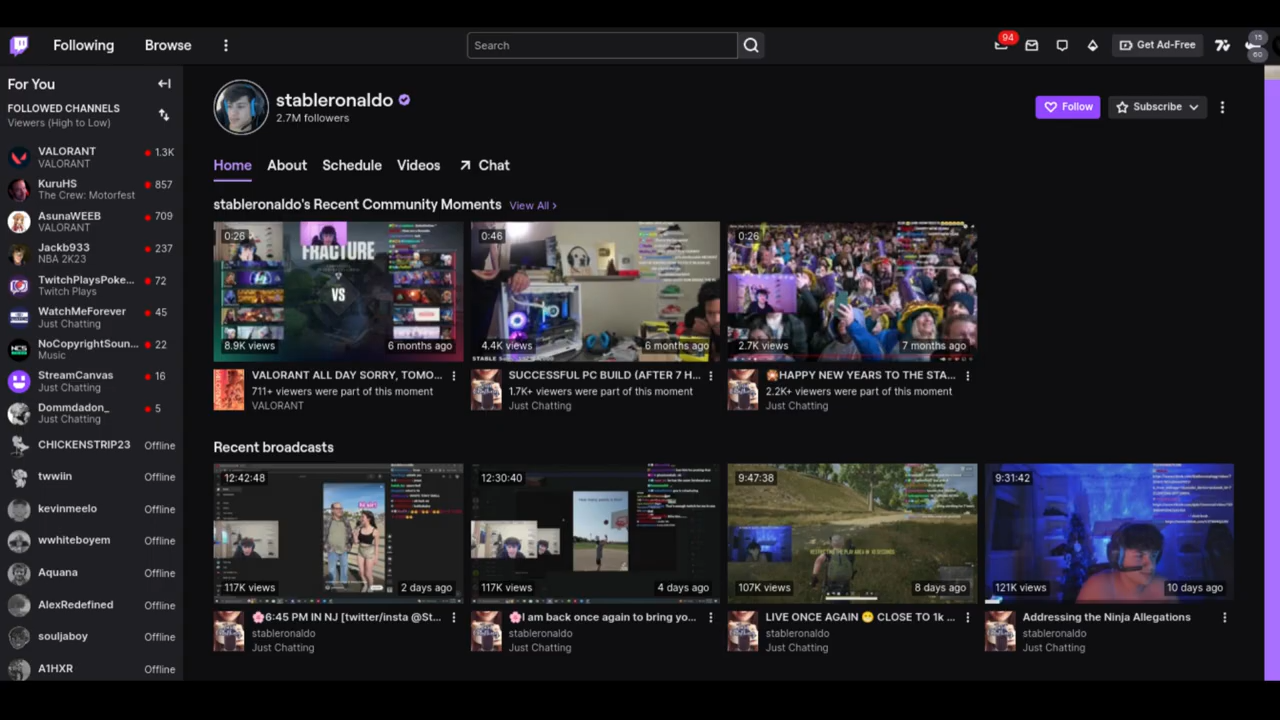 Following
Browse
Search
94
Get Ad-Free
15
60
For You
FOLLOWED CHANNELS
Viewers (High to Low)
VALORANT
1.3K
VALORANT
KuruHS
857
The Crew: Motorfest
AsunaWEEB
709
VALORANT
Jackb933
237
NBA 2K23
TwitchPlaysPoke...
72
Twitch Plays
WatchMeForever
45
Just Chatting
NoCopyrightSoun...
22
Music
StreamCanvas
16
Just Chatting
Dommdadon_
5
Just Chatting
CHICKENSTRIP23
Offline
twwiin
Offline
kevinmeelo
Offline
wwhiteboyem
Offline
Aquana
Offline
AlexRedefined
Offline
souljaboy
Offline
A1HXR
Offline
stableronaldo
2.7M followers
Follow
Subscribe
Home
About
Schedule
Videos
Chat
stableronaldo's Recent Community Moments
View All
0:26
FRACTURE
VS
8.9K views
6 months ago
VALORANT ALL DAY SORRY, TOMO...
711+ viewers were part of this moment
VALORANT
0:46
4.4K views
6 months ago
SUCCESSFUL PC BUILD (AFTER 7 H...
1.7K+ viewers were part of this moment
Just Chatting
0:26
2.7K views
7 months ago
HAPPY NEW YEARS TO THE STA...
2.2K+ viewers were part of this moment
Just Chatting
Recent broadcasts
12:42:48
117K views
2 days ago
🌸6:45 PM IN NJ [twitter/insta @St...
stableronaldo
Just Chatting
12:30:40
117K views
4 days ago
🌸I am back once again to bring yo...
stableronaldo
Just Chatting
9:47:38
107K views
8 days ago
LIVE ONCE AGAIN 😁 CLOSE TO 1k ...
stableronaldo
Just Chatting
9:31:42
121K views
10 days ago
Addressing the Ninja Allegations
stableronaldo
Just Chatting